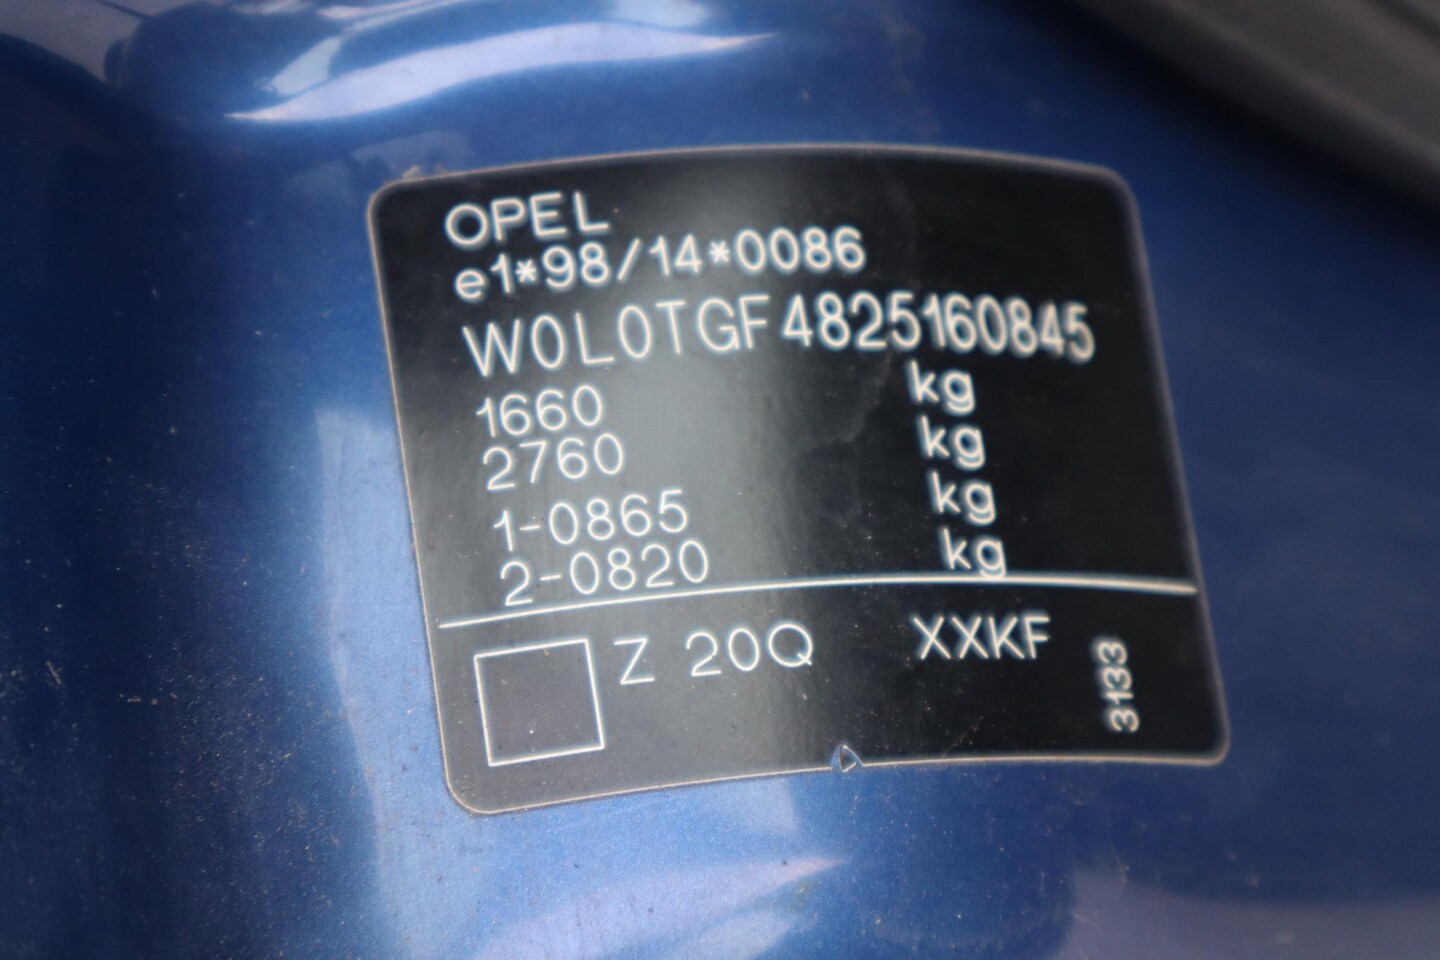 OPEL
e1*98/14*0086
W0L0TGF4825160845
1660 kg
2760 kg
1-0865 kg
2-0820 kg
Z 20Q XXKF
3133